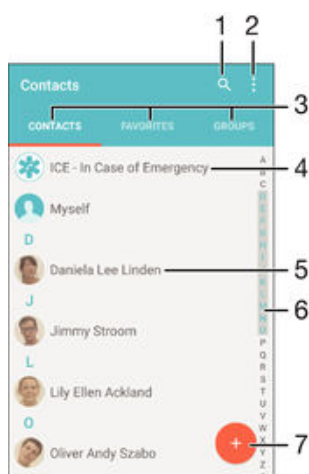 1 2
Contacts
3
CONTACTS FAVORITES GROUPS
ICE - In Case of Emergency
4
Myself
D
Daniela Lee Linden
5
J
Jimmy Stroom
6
L
Lily Ellen Ackland
O
Oliver Andy Szabo
7
A
B
C
D
E
F
G
H
I
J
K
L
M
N
O
P
Q
R
S
T
U
V
W
X
Y
Z